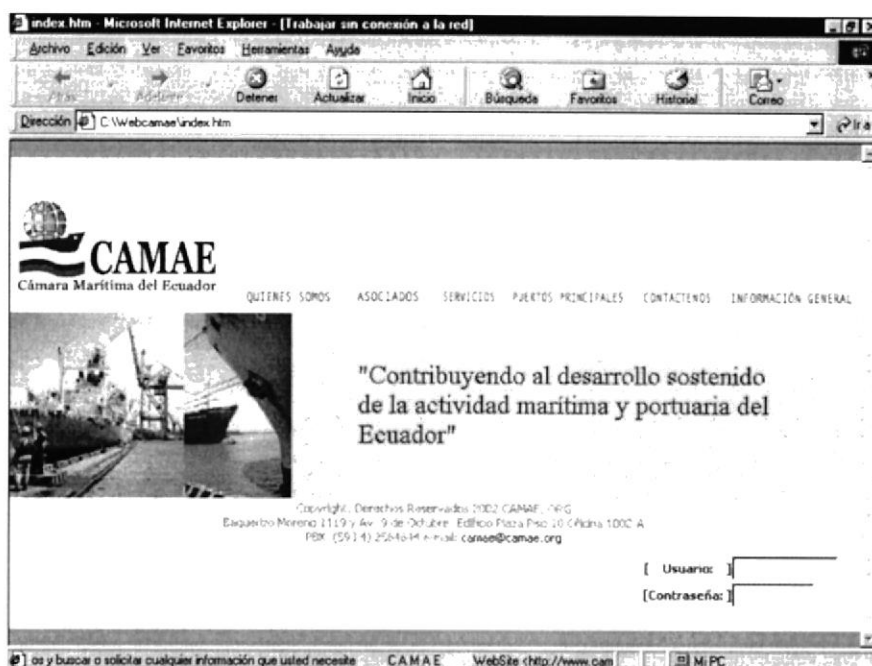 index.htm - Microsoft Internet Explorer - [Trabajar sin conexión a la red]
Archivo Edición Ver Favoritos Herramientas Ayuda
Atrás Adelante Detener Actualizar Inicio Búsqueda Favoritos Historial Correo
Dirección C:\Webcamae\index.htm Ir a
CAMAE
Cámara Marítima del Ecuador
QUIENES SOMOS ASOCIADOS SERVICIOS PUERTOS PRINCIPALES CONTACTENOS INFORMACIÓN GENERAL
"Contribuyendo al desarrollo sostenido
de la actividad marítima y portuaria del
Ecuador"
Copyright. Derechos Reservados 2002 CAMAE.ORG
Baquerizo Moreno 1119 y Av. 9 de Octubre. Edificio Plaza Piso 10 Oficina 1002 A
PBX: e-mail: camae@camae.org
[ Usuario: ]
[Contraseña: ]
os y buscar o solicitar cualquier información que usted necesite C A M A E WebSite <http://www.cam Mi PC